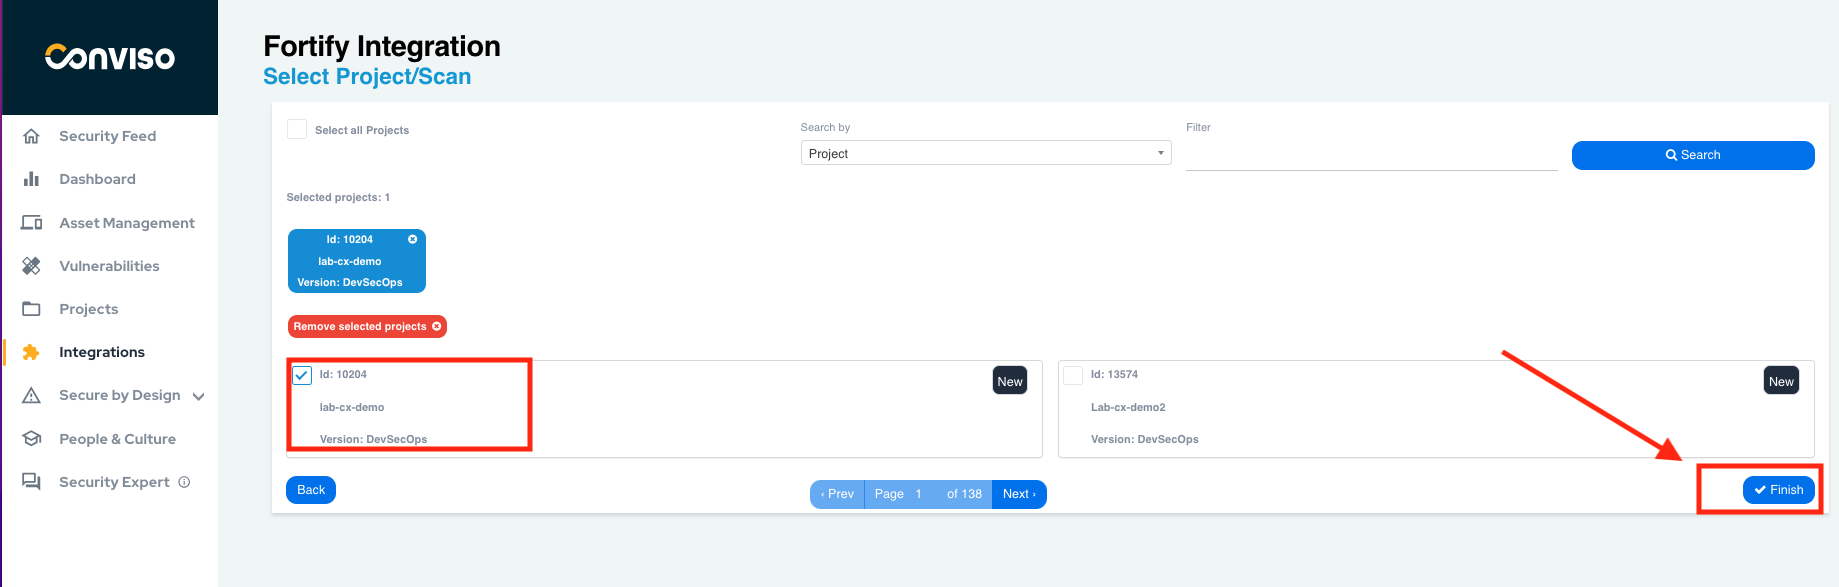 CONVISO
Security Feed
Dashboard
Asset Management
Vulnerabilities
Projects
Integrations
Secure by Design
People & Culture
Security Expert
Fortify Integration
Select Project/Scan
Select all Projects
Search by
Project
Filter
Search
Selected projects: 1
Id: 10204
lab-cx-demo
Version: DevSecOps
Remove selected projects
Id: 10204
New
lab-cx-demo
Version: DevSecOps
Id: 13574
New
Lab-cx-demo2
Version: DevSecOps
Back
‹ Prev Page 1 of 138 Next ›
Finish